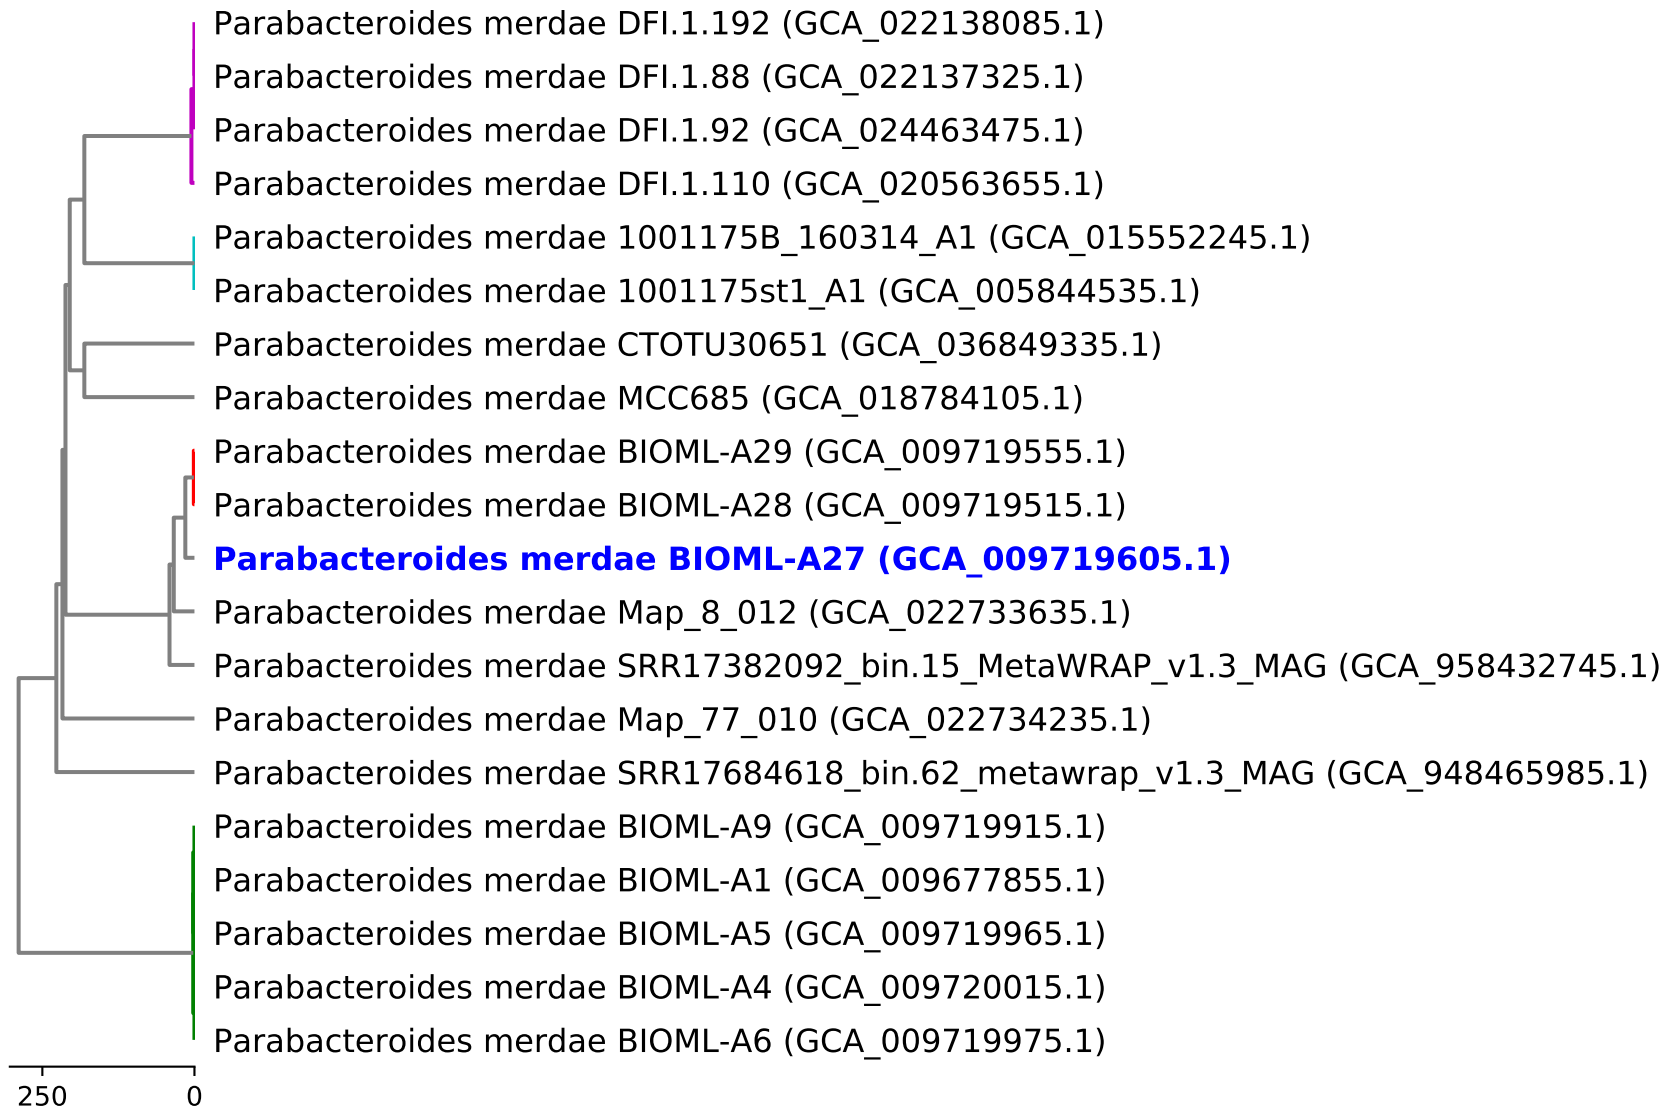 Parabacteroides merdae DFI.1.192 (GCA_022138085.1)
Parabacteroides merdae DFI.1.88 (GCA_022137325.1)
Parabacteroides merdae DFI.1.92 (GCA_024463475.1)
Parabacteroides merdae DFI.1.110 (GCA_020563655.1)
Parabacteroides merdae 1001175B_160314_A1 (GCA_015552245.1)
Parabacteroides merdae 1001175st1_A1 (GCA_005844535.1)
Parabacteroides merdae CTOTU30651 (GCA_036849335.1)
Parabacteroides merdae MCC685 (GCA_018784105.1)
Parabacteroides merdae BIOML-A29 (GCA_009719555.1)
Parabacteroides merdae BIOML-A28 (GCA_009719515.1)
Parabacteroides merdae BIOML-A27 (GCA_009719605.1)
Parabacteroides merdae Map_8_012 (GCA_022733635.1)
Parabacteroides merdae SRR17382092_bin.15_MetaWRAP_v1.3_MAG (GCA_958432745.1)
Parabacteroides merdae Map_77_010 (GCA_022734235.1)
Parabacteroides merdae SRR17684618_bin.62_metawrap_v1.3_MAG (GCA_948465985.1)
Parabacteroides merdae BIOML-A9 (GCA_009719915.1)
Parabacteroides merdae BIOML-A1 (GCA_009677855.1)
Parabacteroides merdae BIOML-A5 (GCA_009719965.1)
Parabacteroides merdae BIOML-A4 (GCA_009720015.1)
Parabacteroides merdae BIOML-A6 (GCA_009719975.1)
250 0